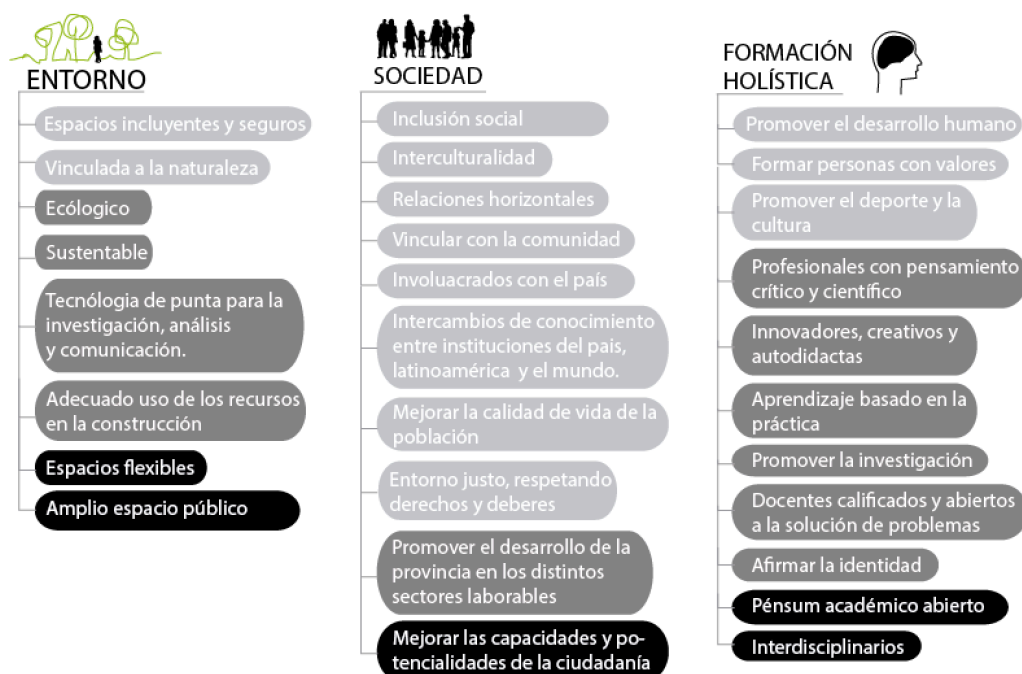 ENTORNO
Espacios incluyentes y seguros
Vinculada a la naturaleza
Ecólogico
Sustentable
Tecnólogia de punta para la
investigación, análisis
y comunicación.
Adecuado uso de los recursos
en la construcción
Espacios flexibles
Amplio espacio público
SOCIEDAD
Inclusión social
Interculturalidad
Relaciones horizontales
Vincular con la comunidad
Involuacrados con el país
Intercambios de conocimiento
entre instituciones del pais,
latinoamérica y el mundo.
Mejorar la calidad de vida de la
población
Entorno justo, respetando
derechos y deberes
Promover el desarrollo de la
provincia en los distintos
sectores laborables
Mejorar las capacidades y po-
tencialidades de la ciudadanía
FORMACIÓN
HOLÍSTICA
Promover el desarrollo humano
Formar personas con valores
Promover el deporte y la
cultura
Profesionales con pensamiento
crítico y científico
Innovadores, creativos y
autodidactas
Aprendizaje basado en la
práctica
Promover la investigación
Docentes calificados y abiertos
a la solución de problemas
Afirmar la identidad
Pénsum académico abierto
Interdisciplinarios